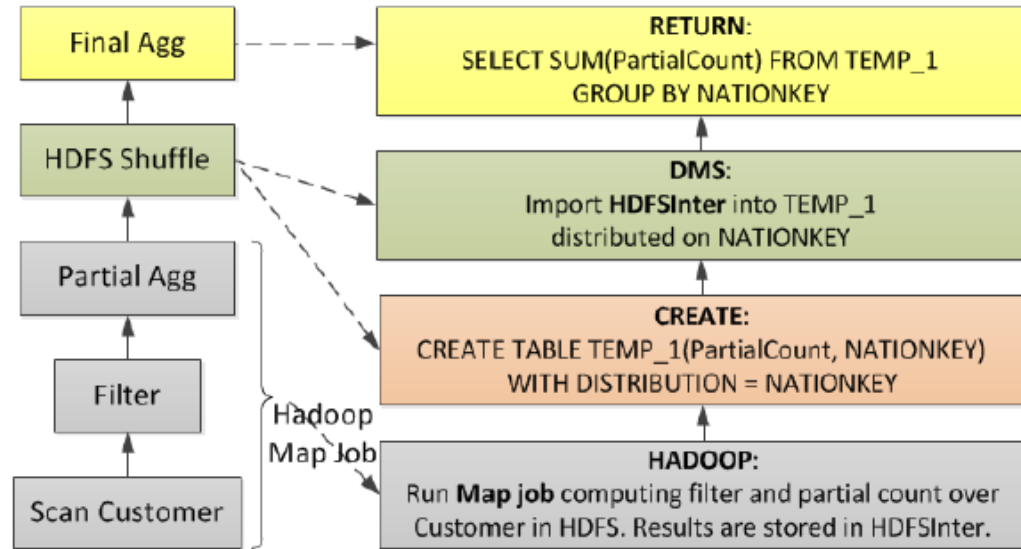 Final Agg
HDFS Shuffle
Partial Agg
Filter
Scan Customer
Hadoop
Map Job
RETURN:
SELECT SUM(PartialCount) FROM TEMP_1
GROUP BY NATIONKEY
DMS:
Import HDFSInter into TEMP_1
distributed on NATIONKEY
CREATE:
CREATE TABLE TEMP_1(PartialCount, NATIONKEY)
WITH DISTRIBUTION = NATIONKEY
HADOOP:
Run Map job computing filter and partial count over
Customer in HDFS. Results are stored in HDFSInter.